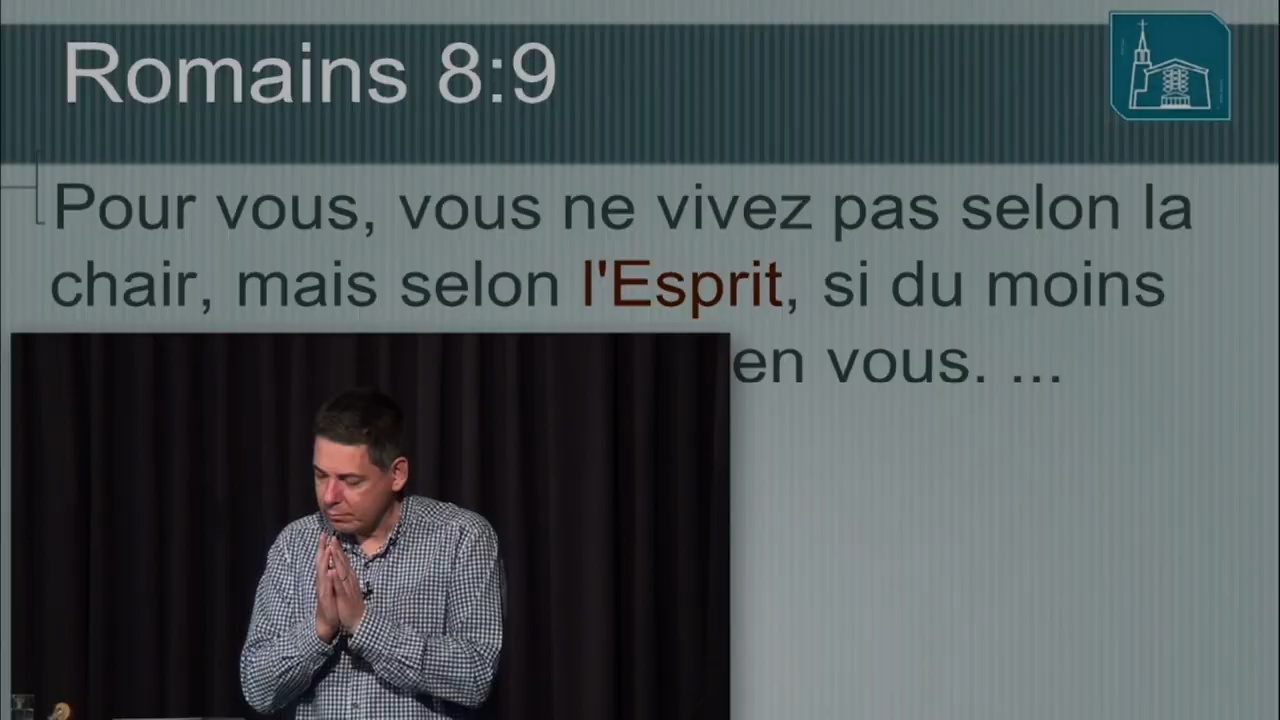 Romains 8:9
Pour vous, vous ne vivez pas selon la
chair, mais selon l'Esprit, si du moins
en vous. ...